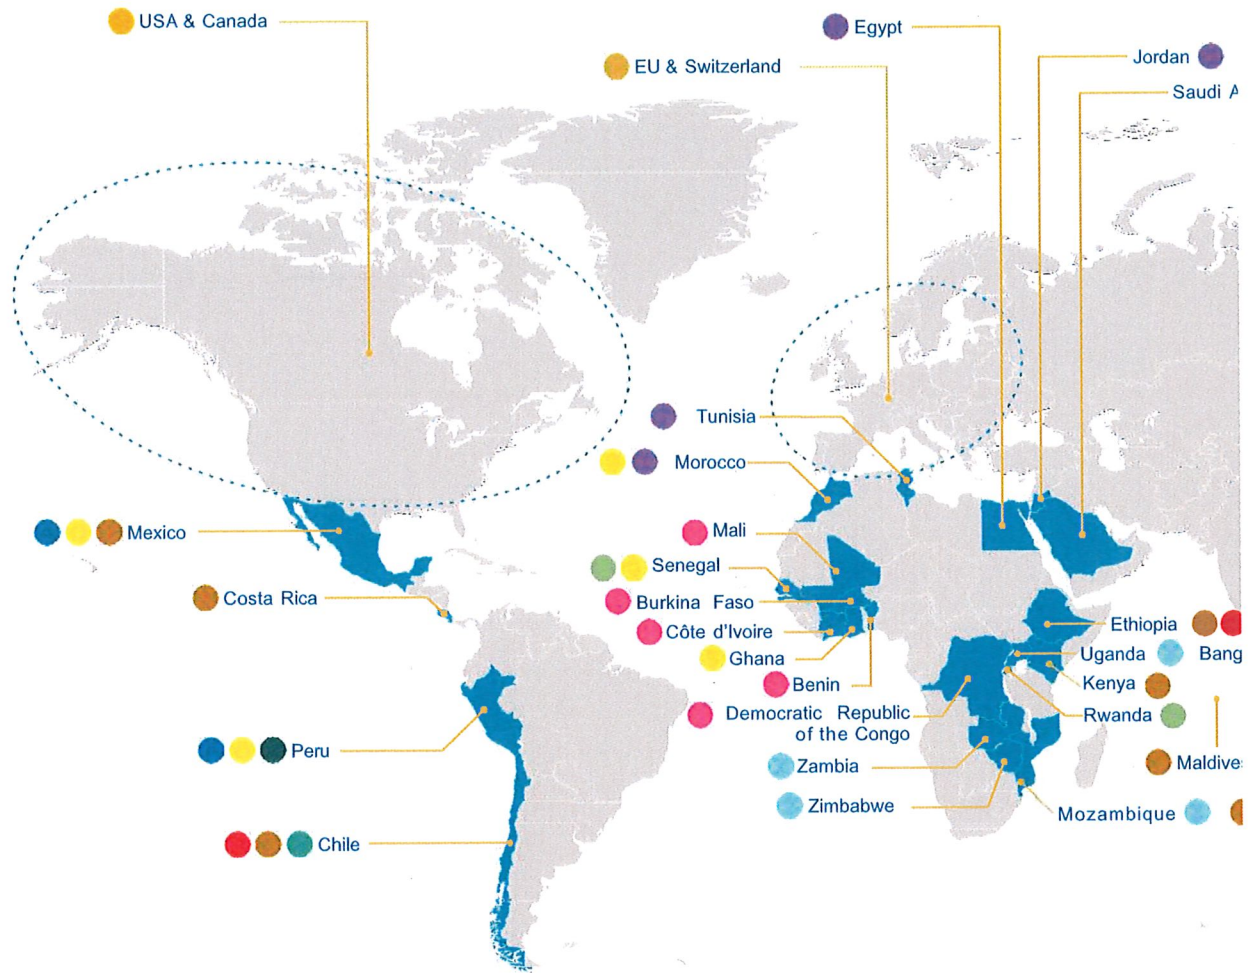 USA & Canada
Egypt
EU & Switzerland
Jordan
Saudi A
Tunisia
Morocco
Mexico
Mali
Senegal
Costa Rica
Burkina Faso
Côte d'Ivoire
Ghana
Benin
Ethiopia
Uganda
Bang
Kenya
Democratic Republic
of the Congo
Rwanda
Peru
Zambia
Maldives
Zimbabwe
Mozambique
Chile